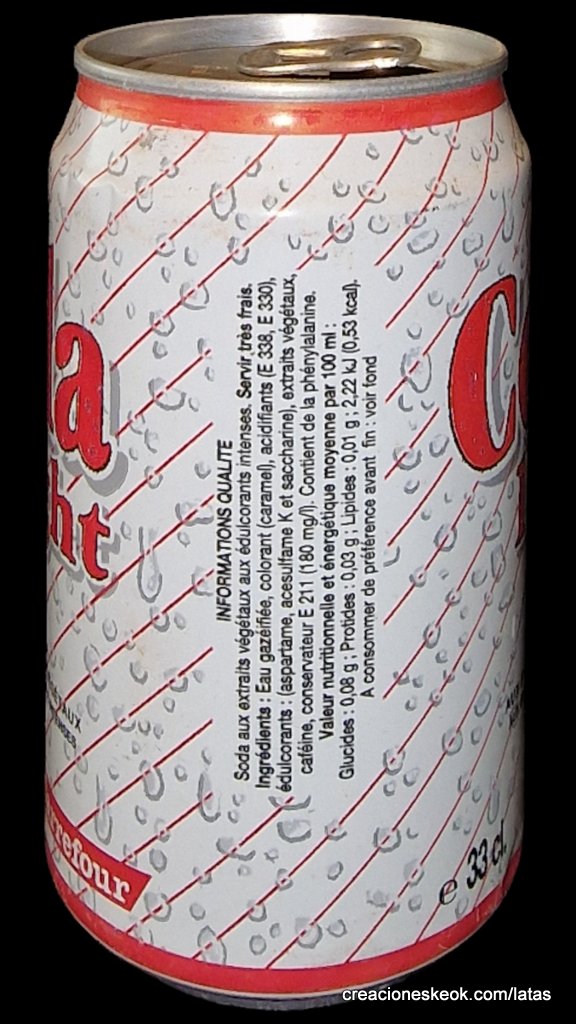 la
ht
INFORMATIONS QUALITE
Soda aux extraits végétaux aux édulcorants intenses. Servir très frais.
Ingrédients : Eau gazéifiée, colorant (caramel), acidifiants (E 338, E 330),
édulcorants : (aspartame, acesulfame K et saccharine), extraits végétaux,
caféine, conservateur E 211 (180 mg/l). Contient de la phénylalanine.
Valeur nutritionnelle et énergétique moyenne par 100 ml :
Glucides : 0,08 g ; Protides : 0,03 g ; Lipides : 0,01 g ; 2,22 kJ (0,53 kcal).
A consommer de préférence avant fin : voir fond
C
rrefour
e 33 cl.
creacioneskeok.com/latas